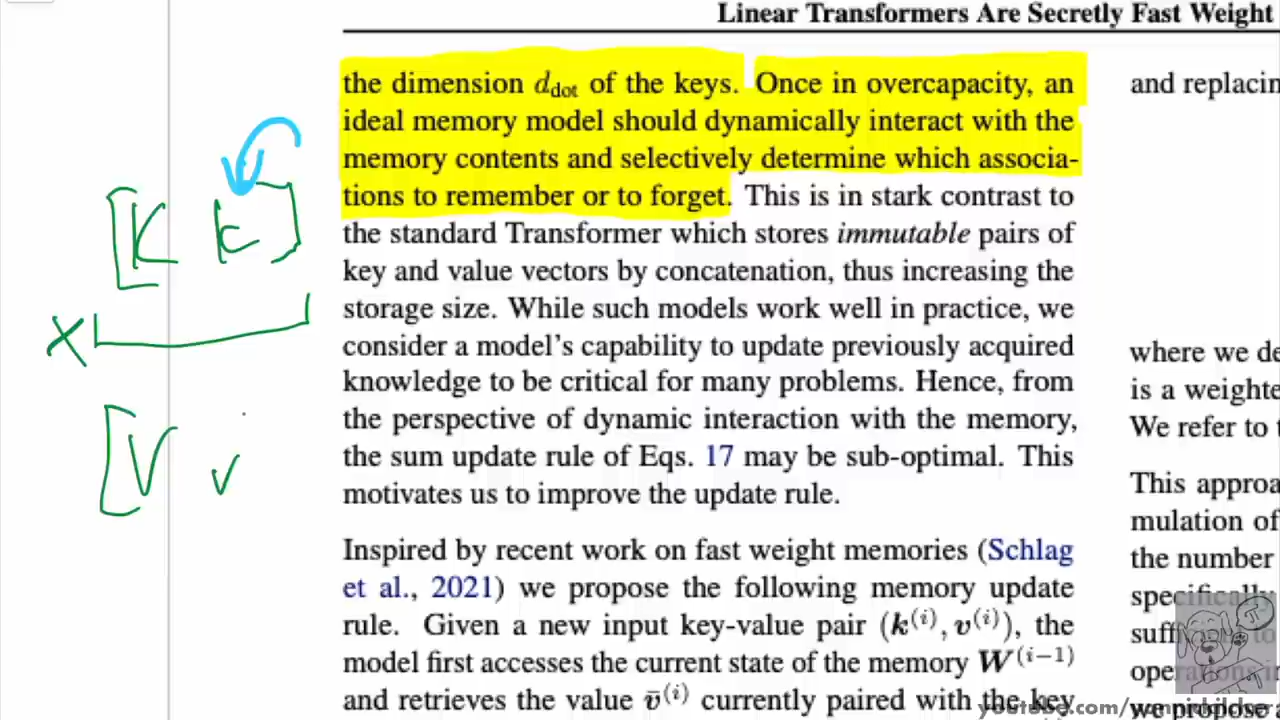 Linear Transformers Are Secretly Fast Weight
the dimension d_dot of the keys. Once in overcapacity, an
ideal memory model should dynamically interact with the
memory contents and selectively determine which associa-
tions to remember or to forget. This is in stark contrast to
the standard Transformer which stores immutable pairs of
key and value vectors by concatenation, thus increasing the
storage size. While such models work well in practice, we
consider a model's capability to update previously acquired
knowledge to be critical for many problems. Hence, from
the perspective of dynamic interaction with the memory,
the sum update rule of Eqs. 17 may be sub-optimal. This
motivates us to improve the update rule.
Inspired by recent work on fast weight memories (Schlag
et al., 2021) we propose the following memory update
rule. Given a new input key-value pair (k^(i), v^(i)), the
model first accesses the current state of the memory W^(i−1)
and retrieves the value v̄^(i) currently paired with the key
and replacin
where we de
is a weighte
We refer to
This approa
mulation of
the number
specifically
operations in
we propose a
[K k]
X
[V v
youtube.com/yannickilcher